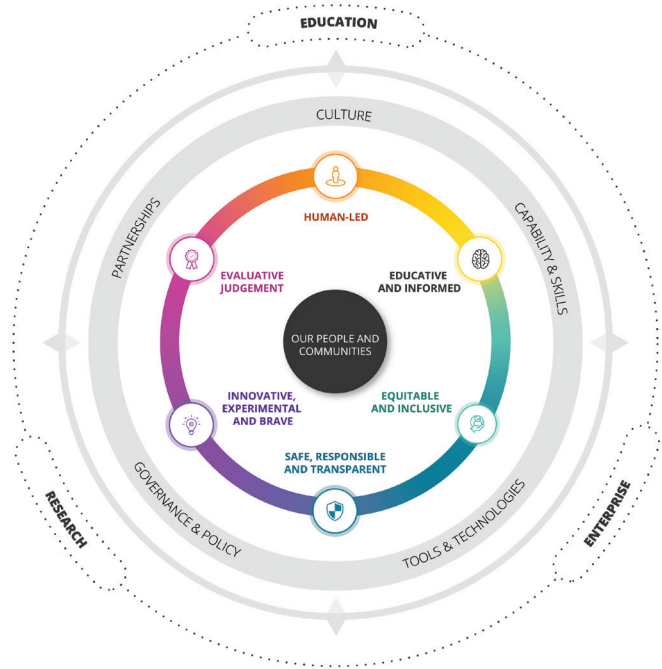 EDUCATION
CULTURE
PARTNERSHIPS
CAPABILITY & SKILLS
HUMAN-LED
EVALUATIVE
JUDGEMENT
EDUCATIVE
AND INFORMED
OUR PEOPLE AND
COMMUNITIES
INNOVATIVE,
EXPERIMENTAL
AND BRAVE
EQUITABLE
AND INCLUSIVE
SAFE, RESPONSIBLE
AND TRANSPARENT
GOVERNANCE & POLICY
TOOLS & TECHNOLOGIES
RESEARCH
ENTERPRISE